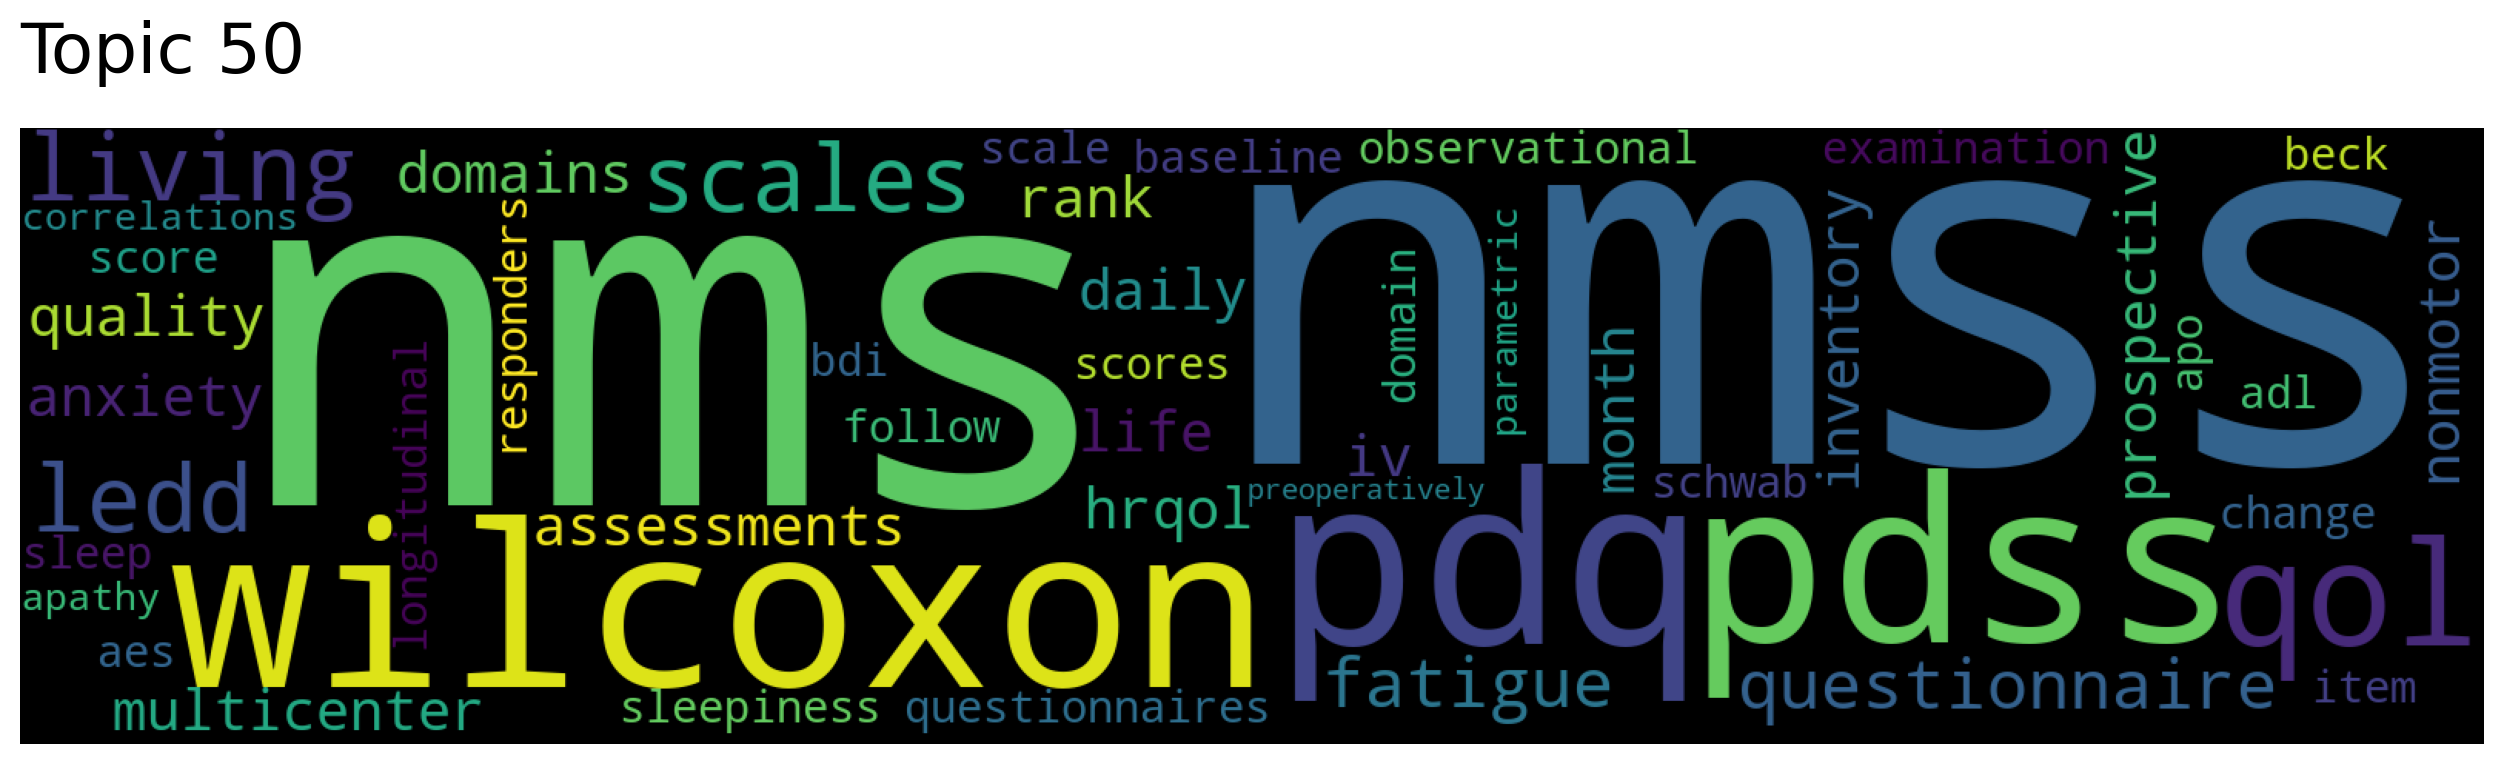 Topic 50
living
domains
scales
scale
baseline
observational
examination
beck
correlations
rank
score
nms
nmss
responders
daily
domain
parametric
month
inventory
prospective
apo
adl
nonmotor
quality
bdi
scores
anxiety
longitudinal
follow
life
iv
ledd
hrqol
preoperatively
schwab
assessments
change
sleep
wilcoxon
pdq
pdss
qol
apathy
aes
fatigue
questionnaire
item
multicenter
sleepiness
questionnaires